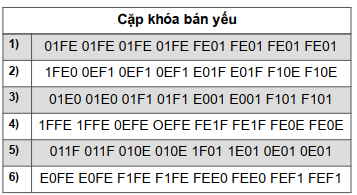 Cặp khóa bán yếu
1) 01FE 01FE 01FE 01FE FE01 FE01 FE01 FE01
2) 1FE0 0EF1 0EF1 0EF1 E01F E01F F10E F10E
3) 01E0 01E0 01F1 01F1 E001 E001 F101 F101
4) 1FFE 1FFE 0EFE OEFE FE1F FE1F FE0E FE0E
5) 011F 011F 010E 010E 1F01 1E01 0E01 0E01
6) E0FE E0FE F1FE F1FE FEE0 FEE0 FEF1 FEF1